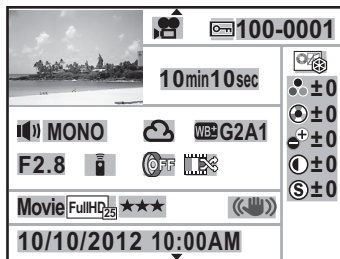 100-0001
10min10sec
±0
MONO WB± G2A1
±0
±0
F2.8 OFF
±0
S ±0
Movie FullHD 25 ★★★
10/10/2012 10:00AM